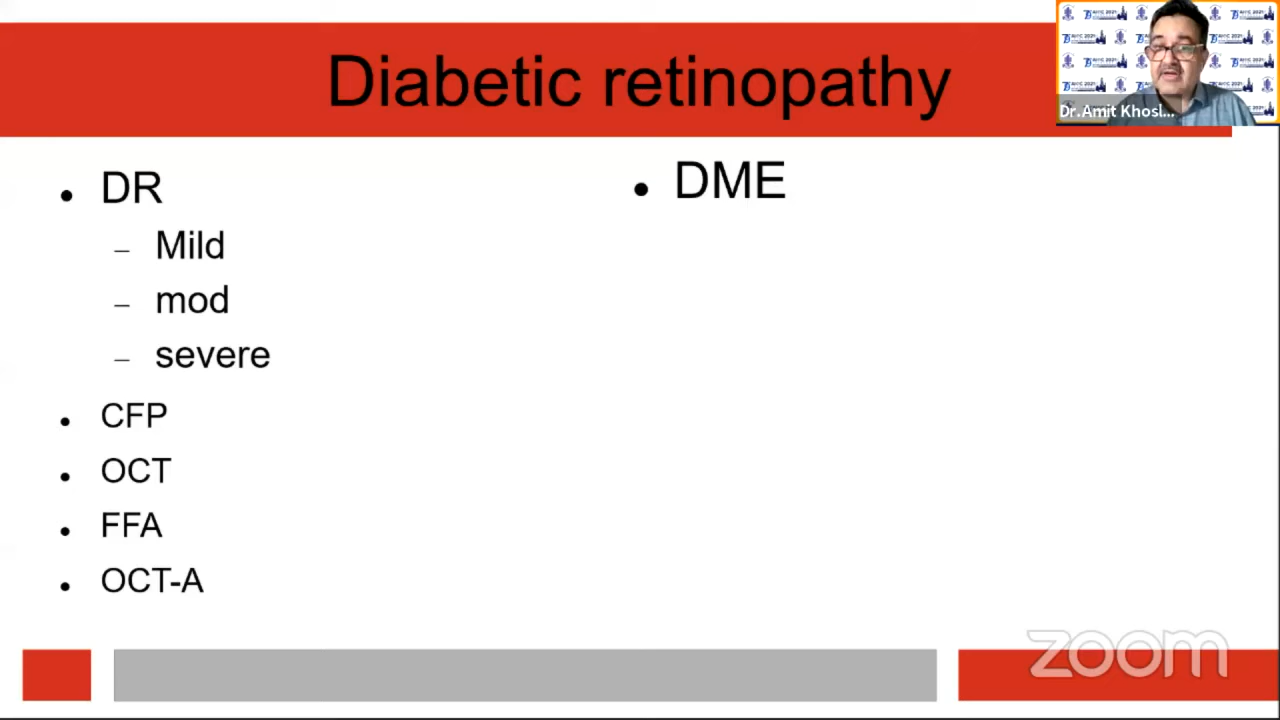 Diabetic retinopathy
Dr.Amit Khosl...
DR
– Mild
– mod
– severe
CFP
OCT
FFA
OCT-A
DME
zoom